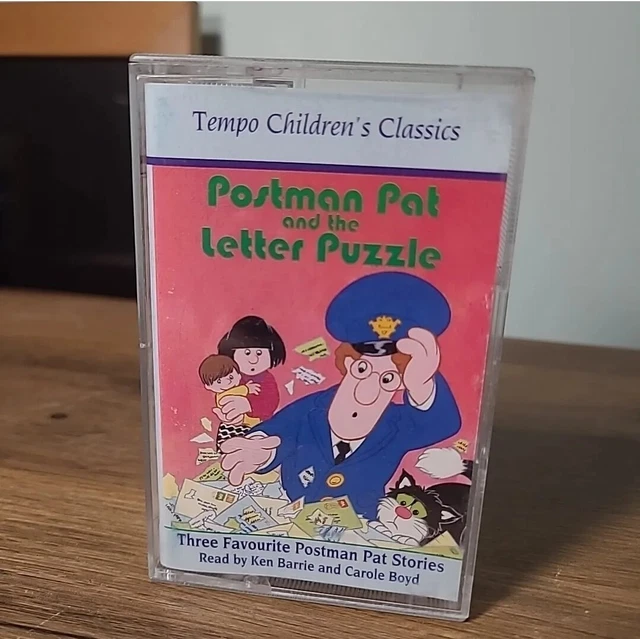 Tempo Children's Classics
Postman Pat
and the
Letter Puzzle
Three Favourite Postman Pat Stories
Read by Ken Barrie and Carole Boyd